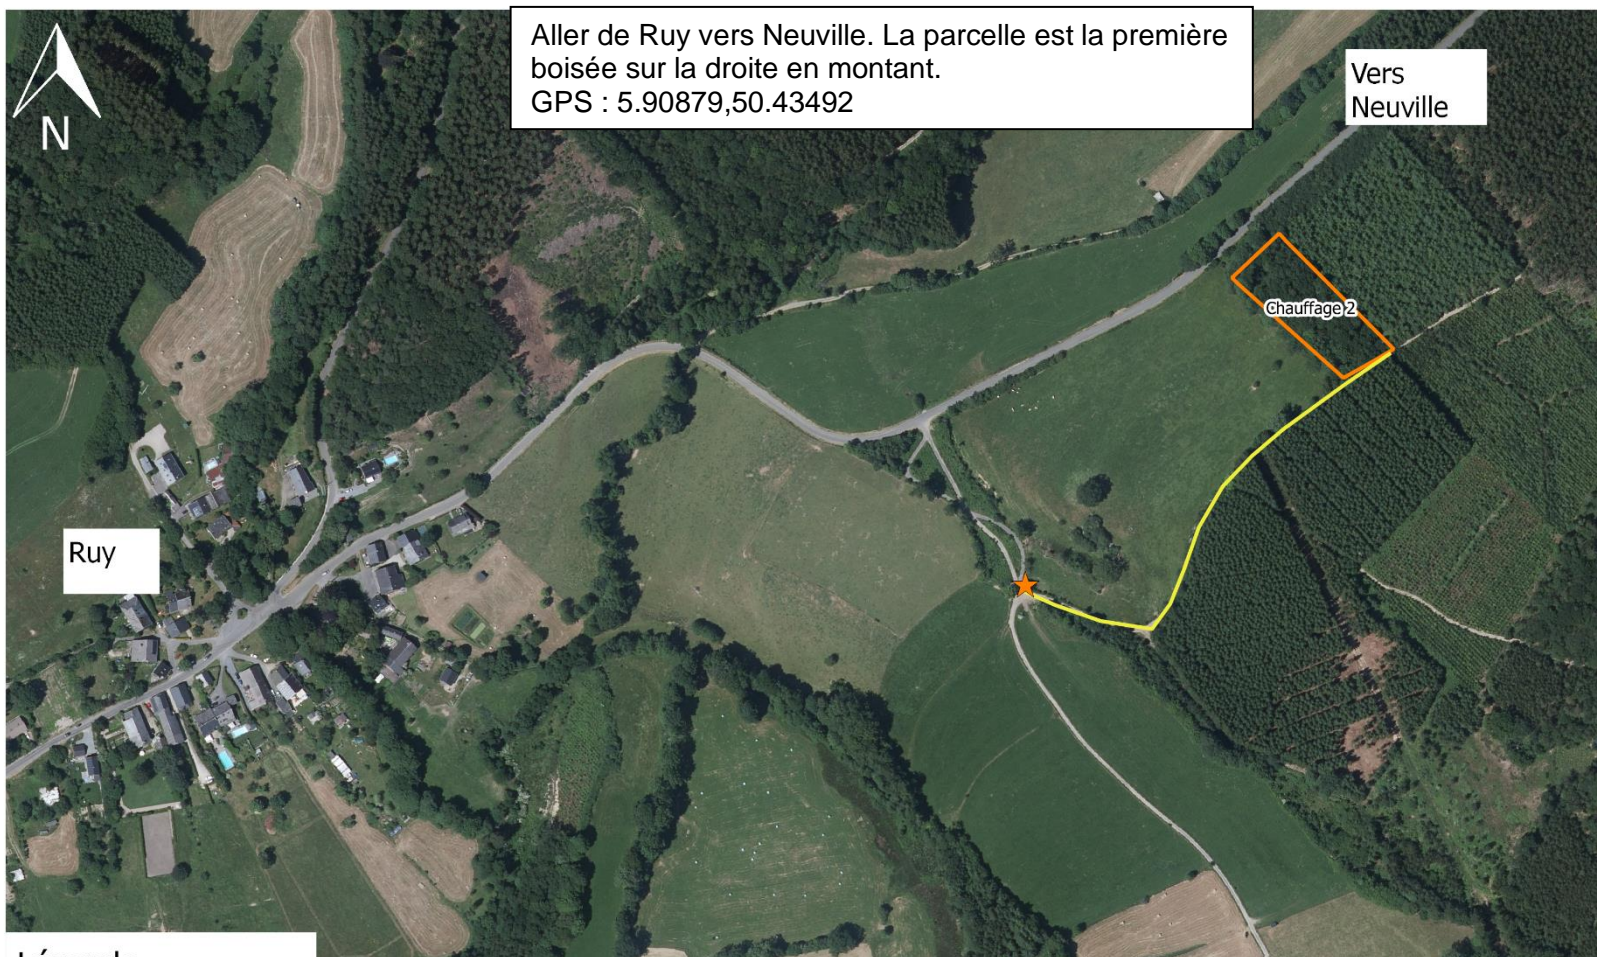 Aller de Ruy vers Neuville. La parcelle est la première
boisée sur la droite en montant.
GPS : 5.90879,50.43492
Vers
Neuville
N
Chauffage 2
Ruy